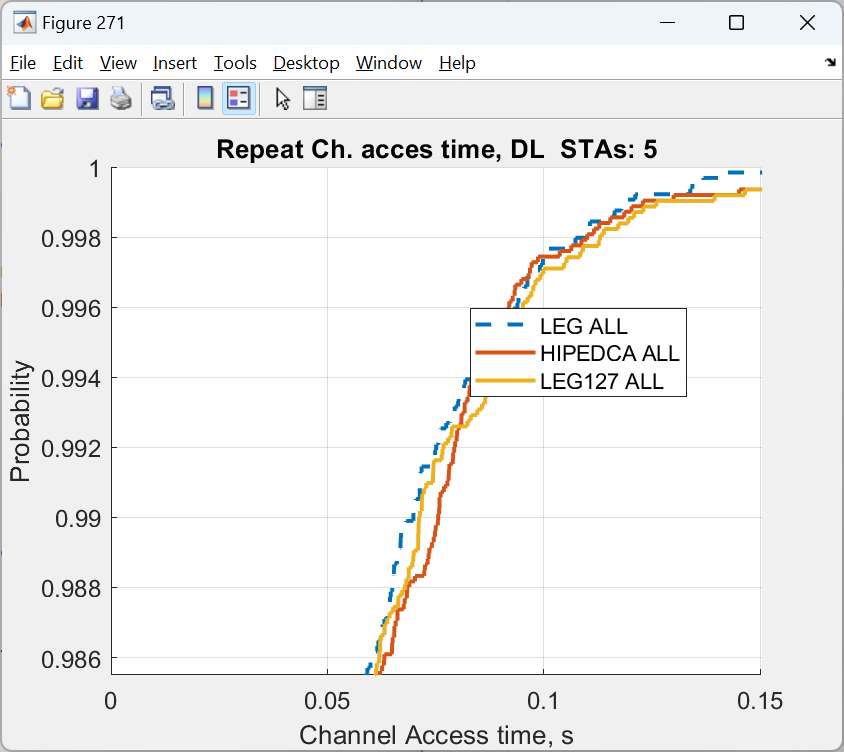 Figure 271
File Edit View Insert Tools Desktop Window Help
Repeat Ch. acces time, DL  STAs: 5
1
0.998
0.996
0.994
0.992
0.99
0.988
0.986
Probability
LEG ALL
HIPEDCA ALL
LEG127 ALL
0 0.05 0.1 0.15
Channel Access time, s